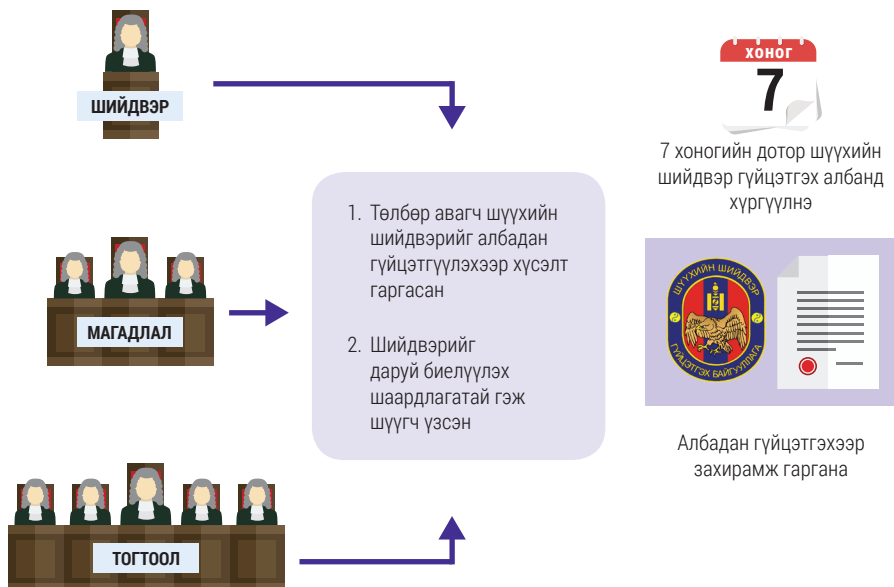 ШИЙДВЭР
МАГАДЛАЛ
ТОГТООЛ
1. Төлбөр авагч шүүхийн
шийдвэрийг албадан
гүйцэтгүүлэхээр хүсэлт
гаргасан
2. Шийдвэрийг
даруй биелүүлэх
шаардлагатай гэж
шүүгч үзсэн
ХОНОГ
7
7 хоногийн дотор шүүхийн
шийдвэр гүйцэтгэх албанд
хүргүүлнэ
ШҮҮХИЙН ШИЙДВЭР
ГҮЙЦЭТГЭХ БАЙГУУЛЛАГА
Албадан гүйцэтгэхээр
захирамж гаргана